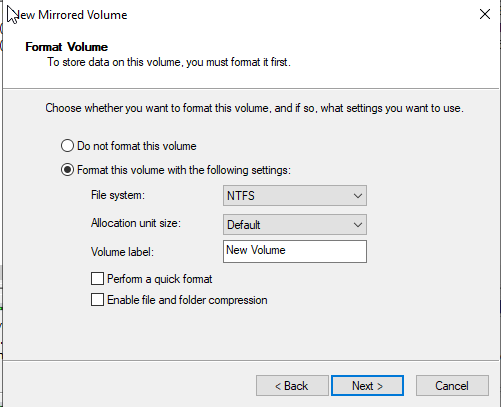 New Mirrored Volume
Format Volume
To store data on this volume, you must format it first.
Choose whether you want to format this volume, and if so, what settings you want to use.
Do not format this volume
Format this volume with the following settings:
File system: NTFS
Allocation unit size: Default
Volume label: New Volume
Perform a quick format
Enable file and folder compression
< Back Next > Cancel